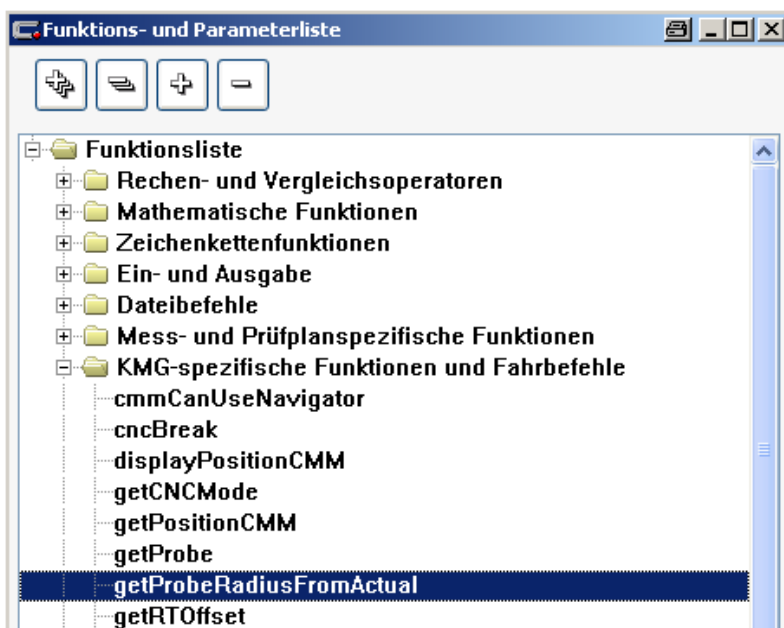 Funktions- und Parameterliste
Funktionsliste
Rechen- und Vergleichsoperatoren
Mathematische Funktionen
Zeichenkettenfunktionen
Ein- und Ausgabe
Dateibefehle
Mess- und Prüfplanspezifische Funktionen
KMG-spezifische Funktionen und Fahrbefehle
cmmCanUseNavigator
cncBreak
displayPositionCMM
getCNCMode
getPositionCMM
getProbe
getProbeRadiusFromActual
getRTOffset